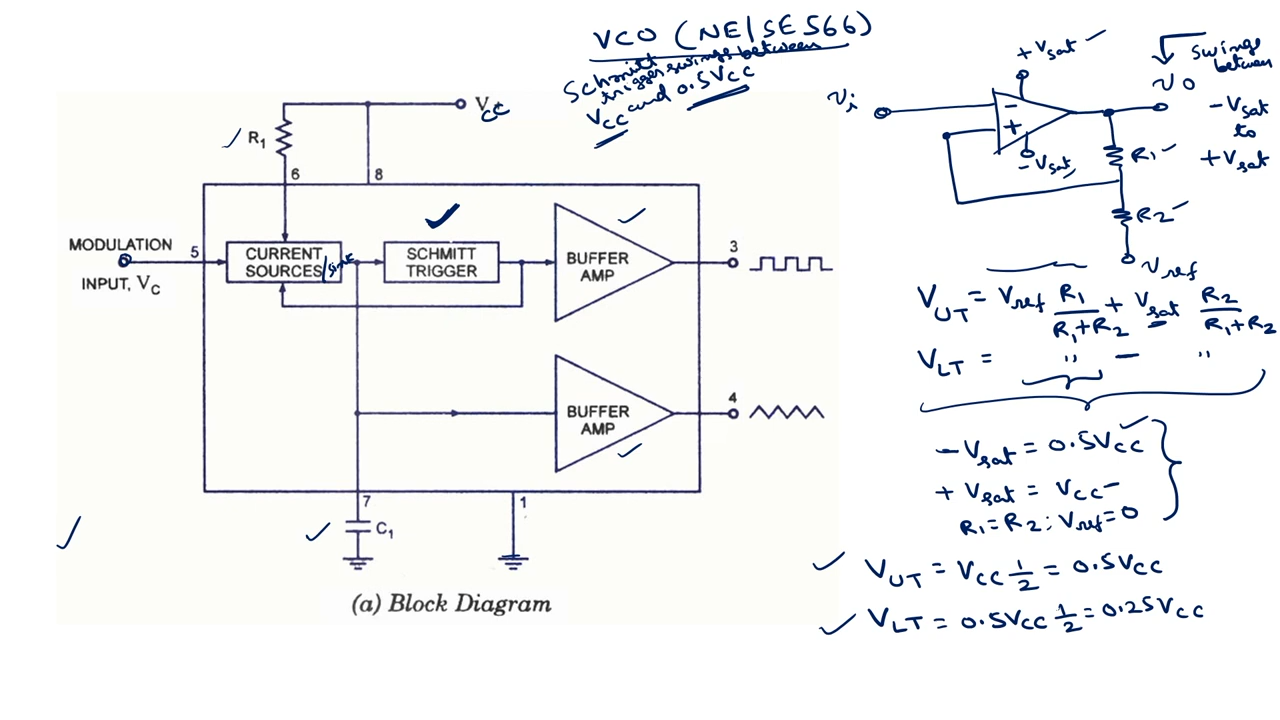 VCO (NE/SE566)
Schmitt
trigger swings between
VCC and 0.5VCC
VCC
R1
6
8
MODULATION
INPUT, VC
5
CURRENT
SOURCES/sink
SCHMITT
TRIGGER
BUFFER
AMP
3
BUFFER
AMP
4
7
C1
1
(a) Block Diagram
+Vsat
vi
-
+
-Vsat
vo
swings
between
-Vsat
to
+Vsat
R1
R2
Vref
VUT = Vref R1/(R1+R2) + Vsat R2/(R1+R2)
VLT = " - "
-Vsat = 0.5VCC
+Vsat = VCC
R1=R2; Vref=0
VUT = VCC 1/2 = 0.5VCC
VLT = 0.5VCC 1/2 = 0.25VCC